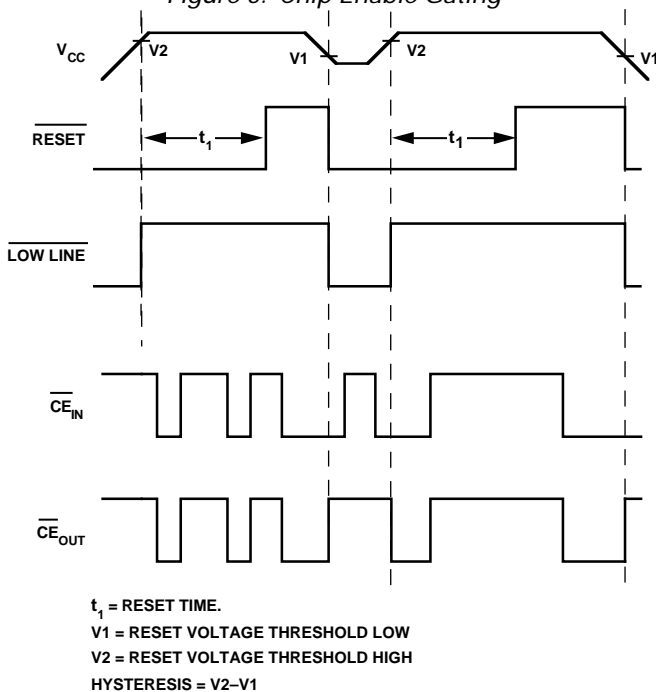 Figure 9. Chip Enable Gating
VCC
V2
V1
V2
V1
RESET
t1
t1
LOW LINE
CEIN
CEOUT
t1 = RESET TIME.
V1 = RESET VOLTAGE THRESHOLD LOW
V2 = RESET VOLTAGE THRESHOLD HIGH
HYSTERESIS = V2–V1